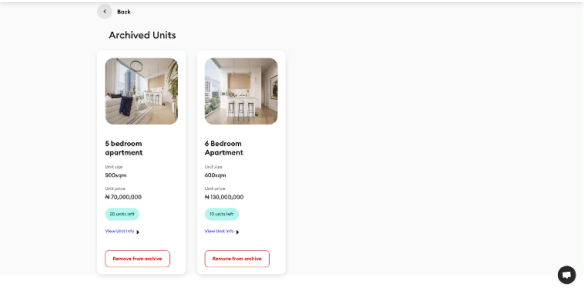 Back
Archived Units
5 bedroom
apartment
Unit size
500sqm
Unit price
₦ 70,000,000
20 units left
View Unit Info
Remove from archive
6 Bedroom
Apartment
Unit size
600sqm
Unit price
₦ 130,000,000
10 units left
View Unit Info
Remove from archive